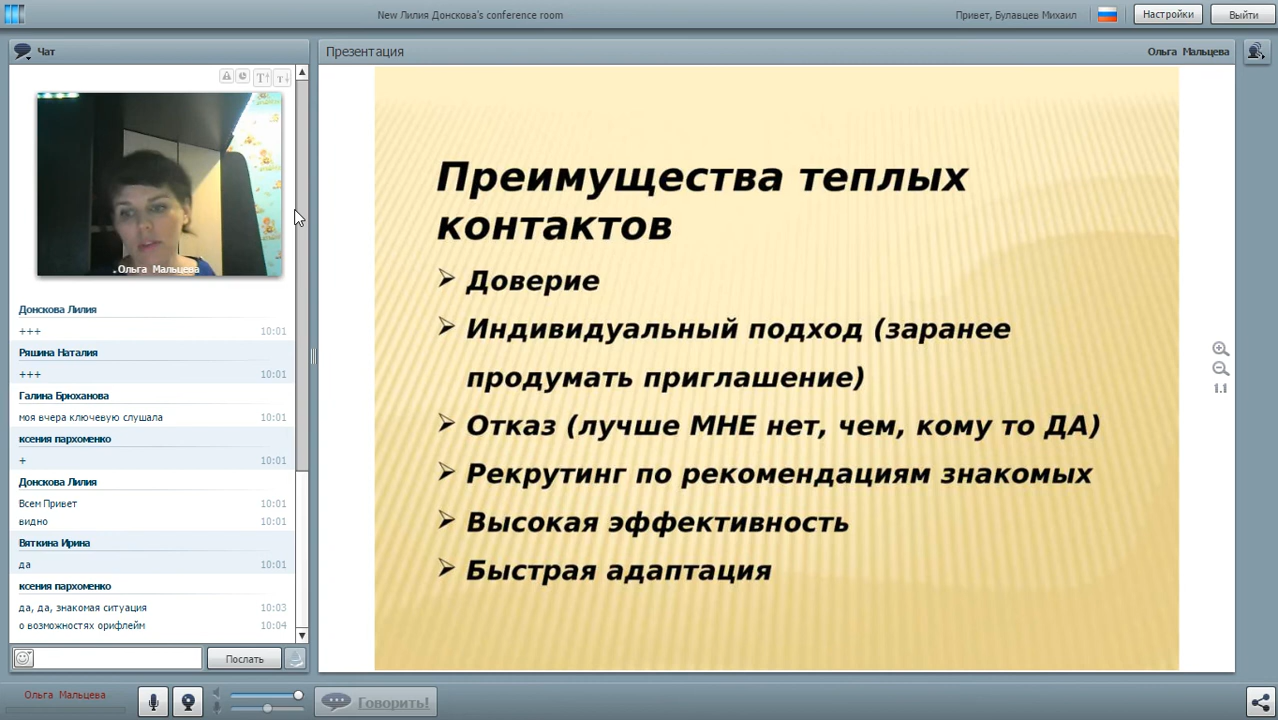 New Лилия Донскова's conference room
Привет, Булавцев Михаил
Настройки
Выйти
Чат
Презентация
Ольга Мальцева
T↑
T↓
.Ольга Мальцева
Донскова Лилия
+++ 10:01
Ряшина Наталия
+++ 10:01
Галина Брюханова
моя вчера ключевую слушала 10:01
ксения пархоменко
+ 10:01
Донскова Лилия
Всем Привет 10:01
видно 10:01
Вяткина Ирина
да 10:01
ксения пархоменко
да, да, знакомая ситуация 10:03
о возможностях орифлейм 10:04
Послать
Преимущества теплых
контактов
Доверие
Индивидуальный подход (заранее
продумать приглашение)
Отказ (лучше МНЕ нет, чем, кому то ДА)
Рекрутинг по рекомендациям знакомых
Высокая эффективность
Быстрая адаптация
1.1
Ольга Мальцева
Говорить!